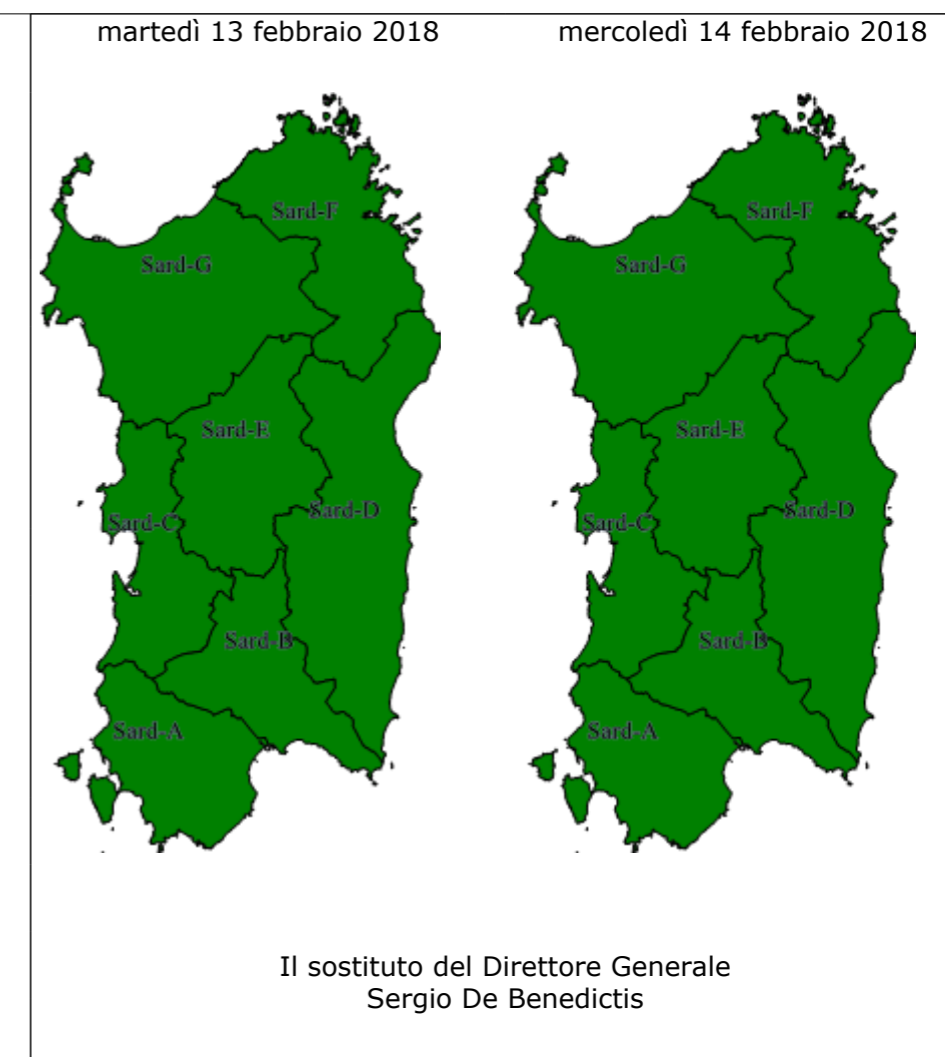 martedì 13 febbraio 2018
mercoledì 14 febbraio 2018
Sard-F
Sard-G
Sard-E
Sard-D
Sard-C
Sard-B
Sard-A
Sard-F
Sard-G
Sard-E
Sard-D
Sard-C
Sard-B
Sard-A
Il sostituto del Direttore Generale
Sergio De Benedictis